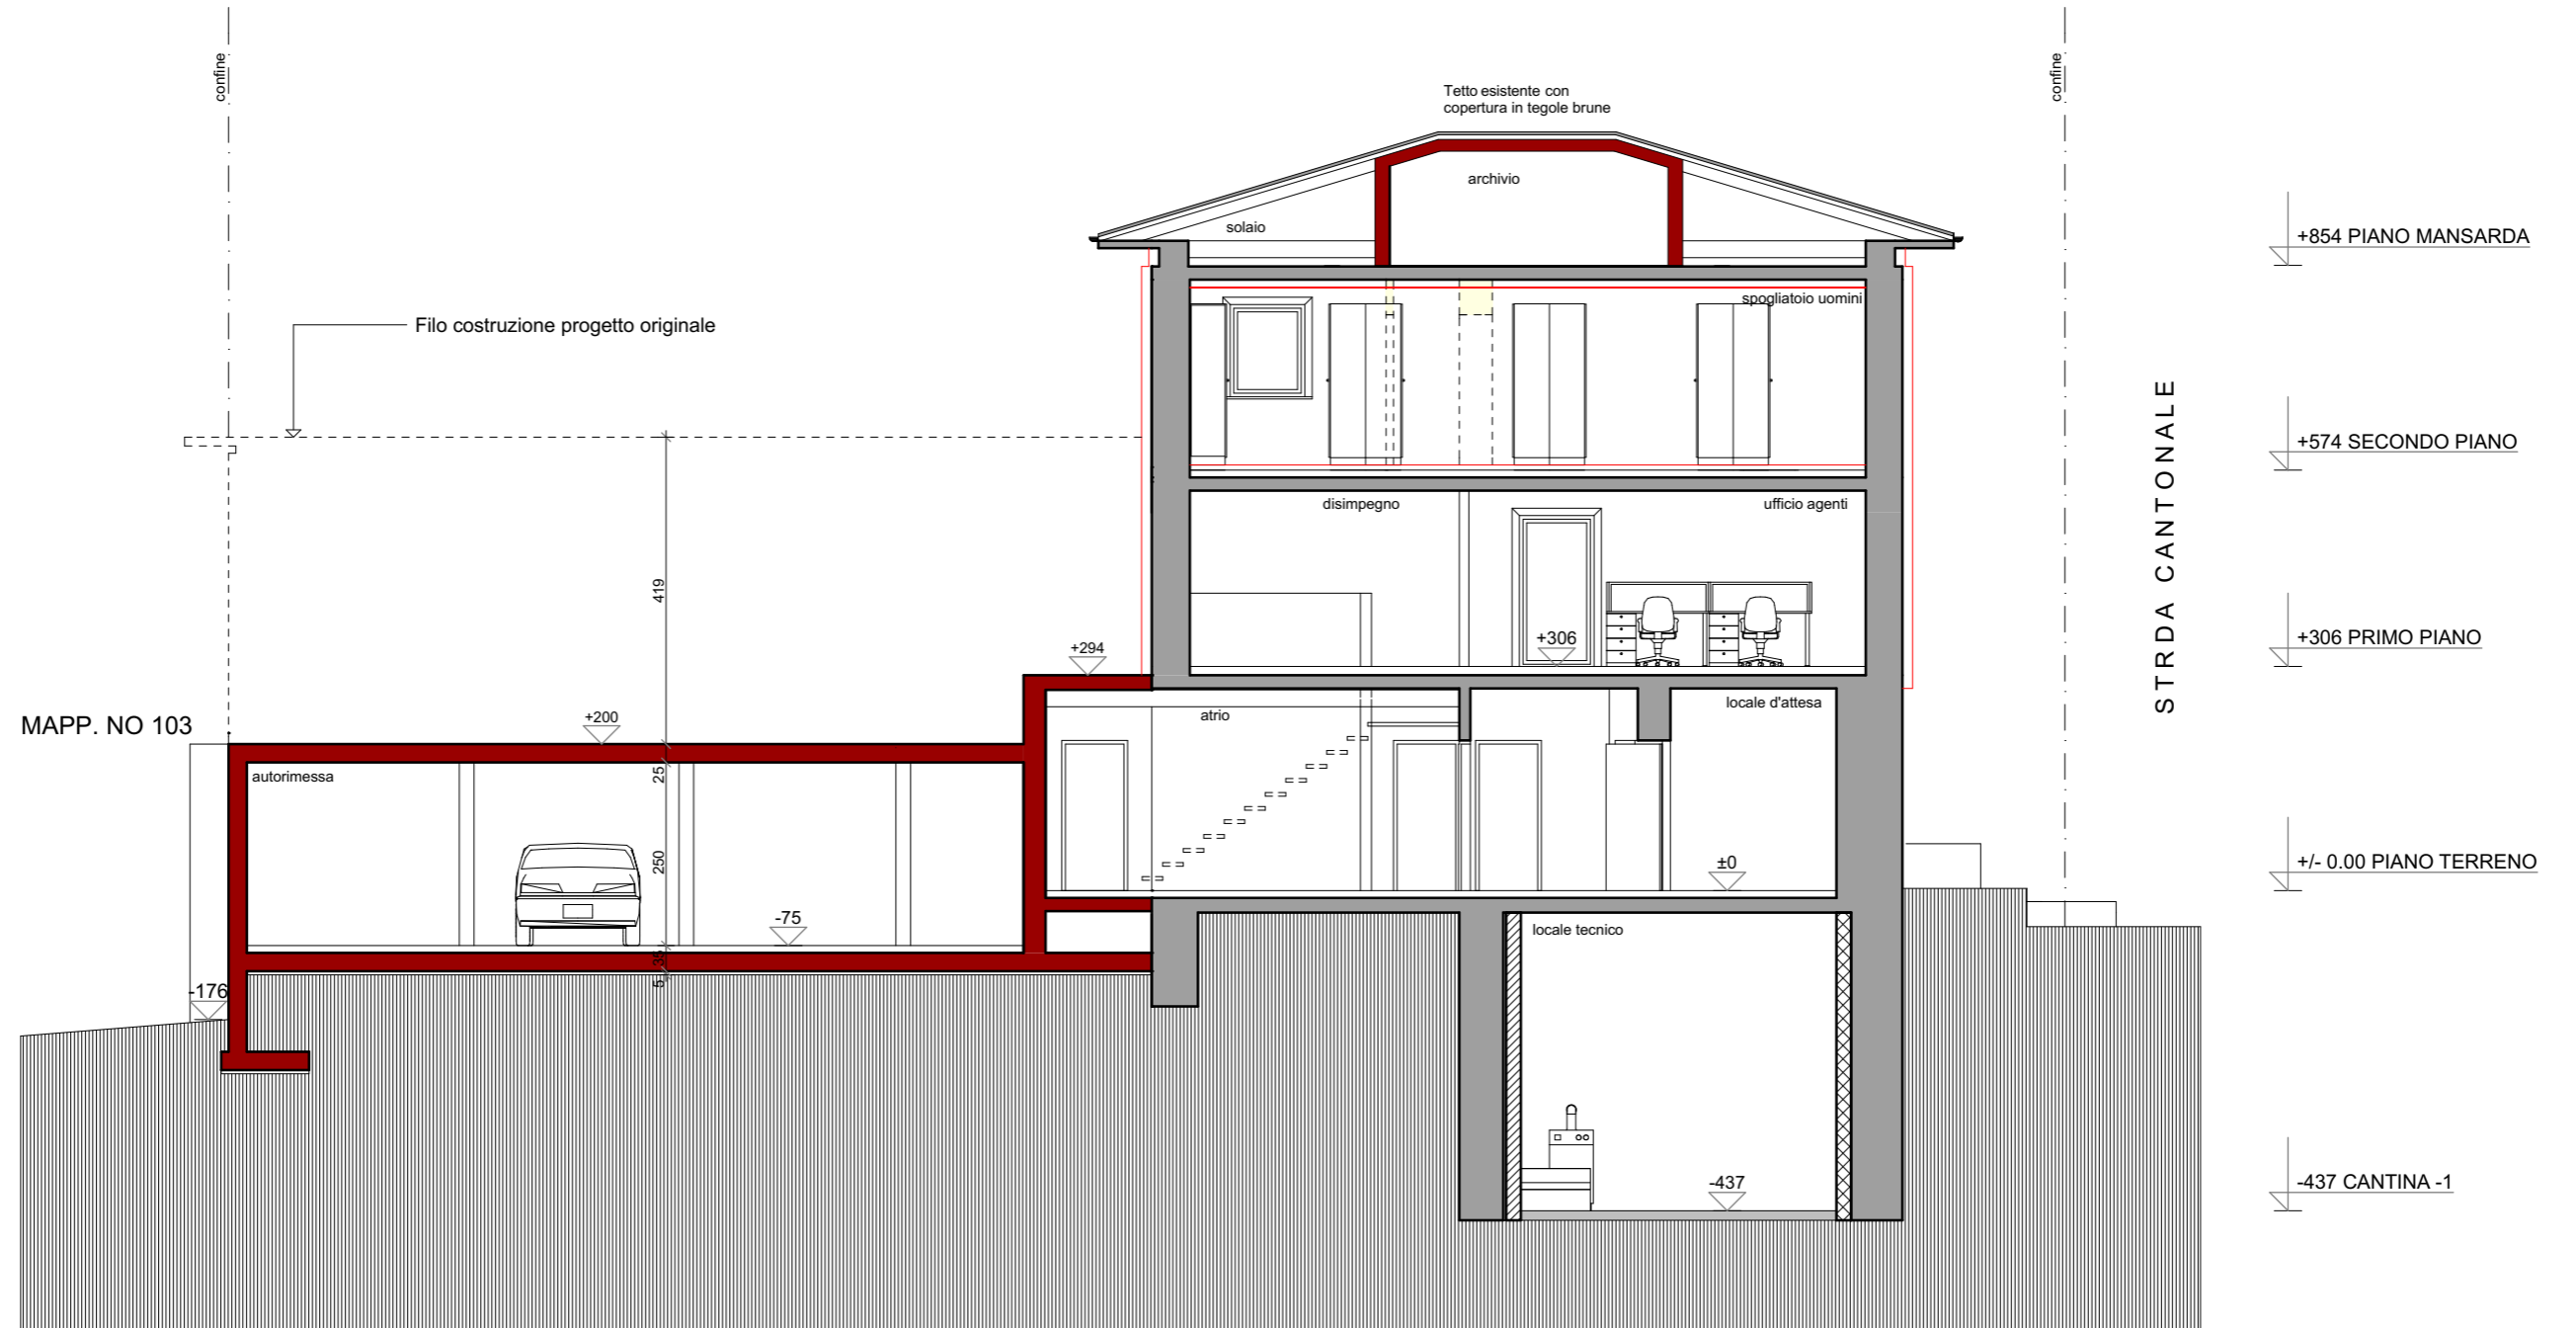 confine
confine
Tetto esistente con
copertura in tegole brune
archivio
solaio
+854 PIANO MANSARDA
spogliatoio uomini
Filo costruzione progetto originale
+574 SECONDO PIANO
disimpegno
ufficio agenti
STRDA CANTONALE
419
+294
+306
+306 PRIMO PIANO
MAPP. NO 103
+200
atrio
locale d'attesa
autorimessa
25
250
±0
+/- 0.00 PIANO TERRENO
-75
locale tecnico
35
5
-176
-437
-437 CANTINA -1